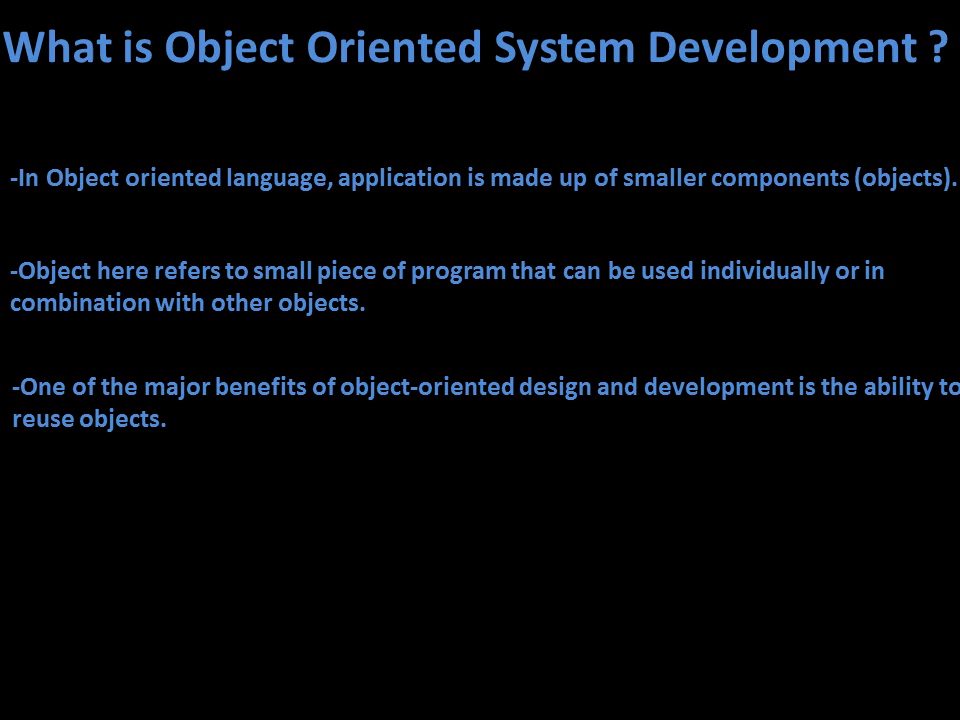 What is Object Oriented System Development ?
-In Object oriented language, application is made up of smaller components (objects).
-Object here refers to small piece of program that can be used individually or in
combination with other objects.
-One of the major benefits of object-oriented design and development is the ability to
reuse objects.